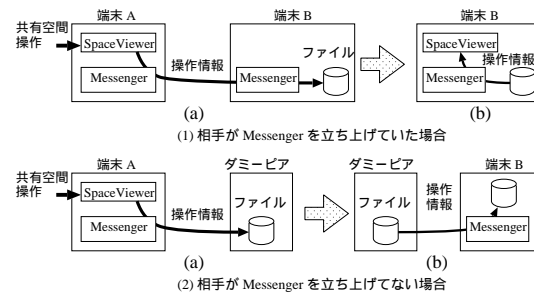 端末 A
端末 B
共有空間
操作
SpaceViewer
Messenger
操作情報
Messenger
ファイル
SpaceViewer
操作情報
Messenger
(a)
(b)
(1) 相手が Messenger を立ち上げていた場合
端末 A
ダミーピア
ダミーピア
端末 B
共有空間
操作
SpaceViewer
Messenger
操作情報
ファイル
ファイル
操作
情報
Messenger
(a)
(b)
(2) 相手が Messenger を立ち上げてない場合